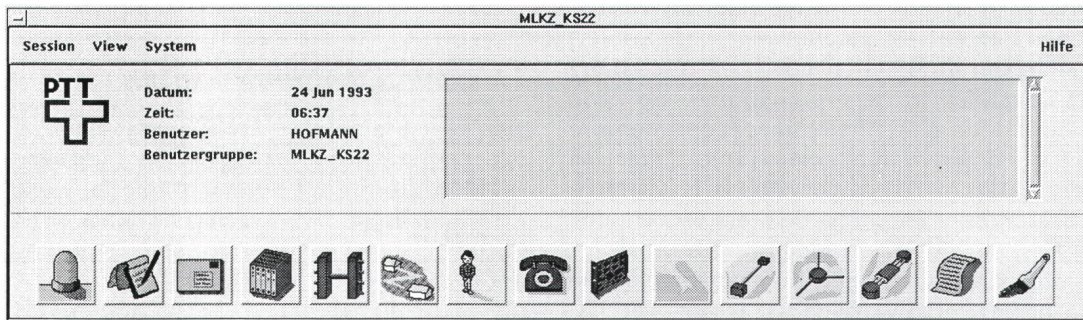 MLKZ_KS22
Session View System Hilfe
PTT
Datum: 24 Jun 1993
Zeit: 06:37
Benutzer: HOFMANN
Benutzergruppe: MLKZ_KS22